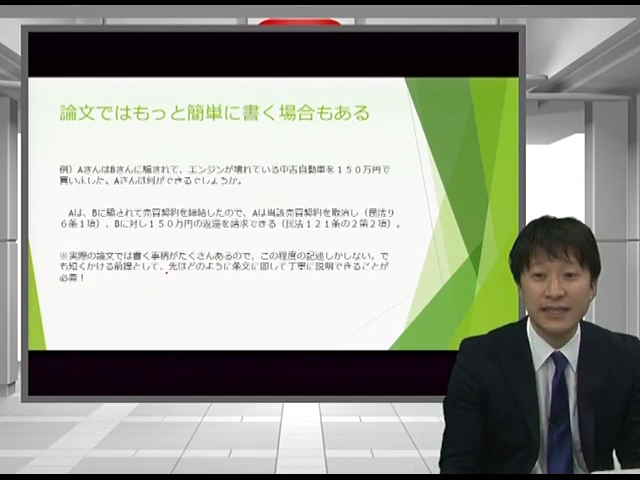 論文ではもっと簡単に書く場合もある
例）AさんはBさんに騙されて、エンジンが壊れている中古自動車を１５０万円で
買いました。Aさんは何ができるでしょうか。
Aは、Bに騙されて売買契約を締結したので、Aは当該売買契約を取消し（民法９
６条１項）、Bに対し１５０万円の返還を請求できる（民法１２１条の２第２項）。
※実際の論文では書く事柄がたくさんあるので、この程度の記述しかしない。で
も短くかける前提として、先ほどのように条文に即して丁寧に説明できることが
必要！